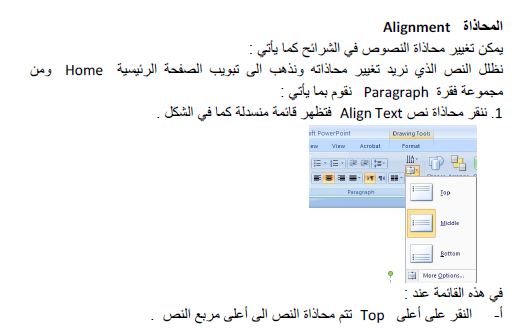 المحاذاة Alignment
يمكن تغيير محاذاة النصوص في الشرائح كما يأتي :
نظلل النص الذي نريد تغيير محاذاته ونذهب الى تبويب الصفحة الرئيسية Home ومن
مجموعة فقرة Paragraph نقوم بما يأتي :
1. ننقر محاذاة نص Align Text فتظهر قائمة منسدلة كما في الشكل .
ft PowerPoint Drawing Tools
ew View Acrobat Format
Paragraph
Top
Middle
Bottom
More Options...
في هذه القائمة عند :
أ- النقر على أعلى Top تتم محاذاة النص الى أعلى مربع النص .